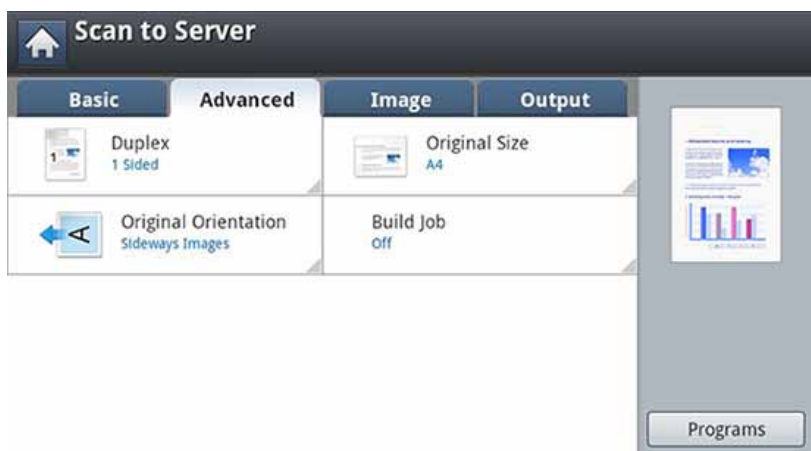 Scan to Server
Basic
Advanced
Image
Output
Duplex
1 Sided
Original Size
A4
Original Orientation
Sideways Images
Build Job
Off
1
A
Programs